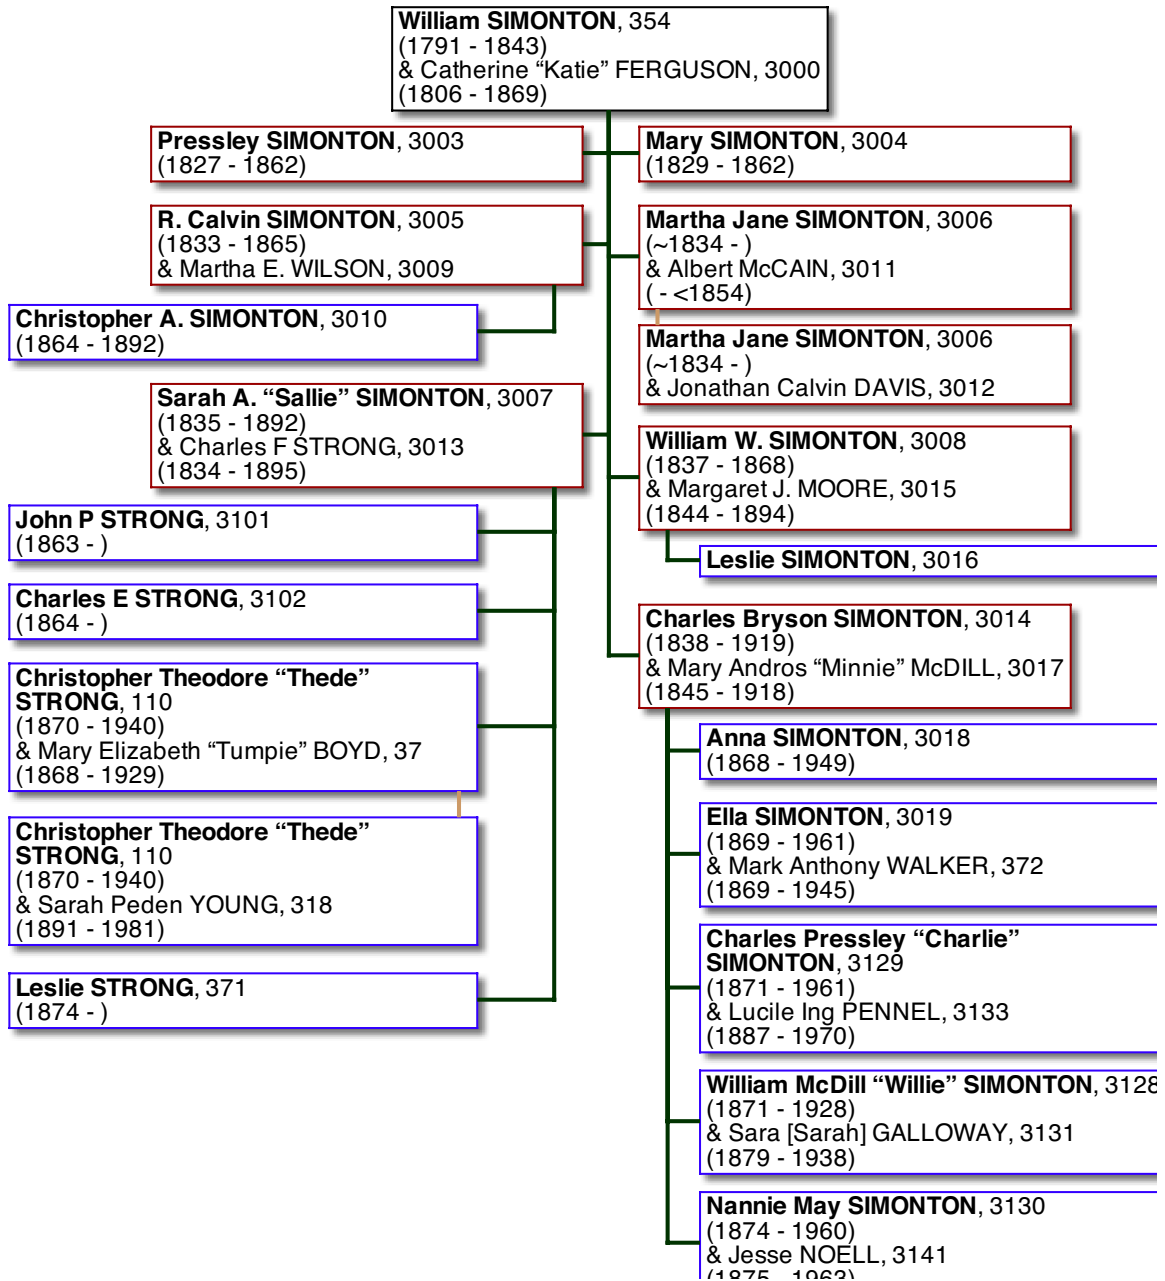 William SIMONTON, 354
(1791 - 1843)
& Catherine “Katie” FERGUSON, 3000
(1806 - 1869)
Pressley SIMONTON, 3003
(1827 - 1862)
Mary SIMONTON, 3004
(1829 - 1862)
R. Calvin SIMONTON, 3005
(1833 - 1865)
& Martha E. WILSON, 3009
Martha Jane SIMONTON, 3006
(~1834 - )
& Albert McCAIN, 3011
( - <1854)
Christopher A. SIMONTON, 3010
(1864 - 1892)
Martha Jane SIMONTON, 3006
(~1834 - )
& Jonathan Calvin DAVIS, 3012
Sarah A. “Sallie” SIMONTON, 3007
(1835 - 1892)
& Charles F STRONG, 3013
(1834 - 1895)
William W. SIMONTON, 3008
(1837 - 1868)
& Margaret J. MOORE, 3015
(1844 - 1894)
John P STRONG, 3101
(1863 - )
Leslie SIMONTON, 3016
Charles E STRONG, 3102
(1864 - )
Charles Bryson SIMONTON, 3014
(1838 - 1919)
& Mary Andros “Minnie” McDILL, 3017
(1845 - 1918)
Christopher Theodore “Thede”
STRONG, 110
(1870 - 1940)
& Mary Elizabeth “Tumpie” BOYD, 37
(1868 - 1929)
Anna SIMONTON, 3018
(1868 - 1949)
Christopher Theodore “Thede”
STRONG, 110
(1870 - 1940)
& Sarah Peden YOUNG, 318
(1891 - 1981)
Ella SIMONTON, 3019
(1869 - 1961)
& Mark Anthony WALKER, 372
(1869 - 1945)
Charles Pressley “Charlie”
SIMONTON, 3129
(1871 - 1961)
& Lucile Ing PENNEL, 3133
(1887 - 1970)
Leslie STRONG, 371
(1874 - )
William McDill “Willie” SIMONTON, 3128
(1871 - 1928)
& Sara [Sarah] GALLOWAY, 3131
(1879 - 1938)
Nannie May SIMONTON, 3130
(1874 - 1960)
& Jesse NOELL, 3141
(1875 - 1963)